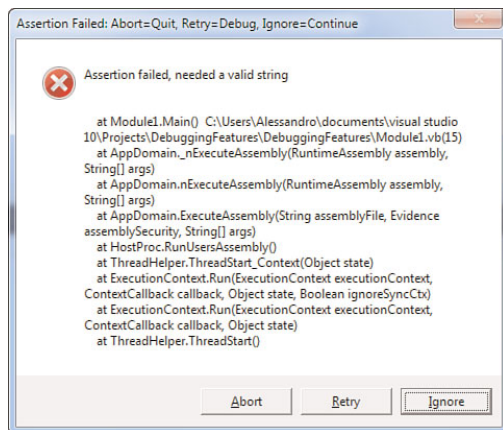 Assertion Failed: Abort=Quit, Retry=Debug, Ignore=Continue
Assertion failed, needed a valid string
at Module1.Main()  C:\Users\Alessandro\documents\visual studio
10\Projects\DebuggingFeatures\DebuggingFeatures\Module1.vb(15)
at AppDomain._nExecuteAssembly(RuntimeAssembly assembly,
String[] args)
at AppDomain.nExecuteAssembly(RuntimeAssembly assembly,
String[] args)
at AppDomain.ExecuteAssembly(String assemblyFile, Evidence
assemblySecurity, String[] args)
at HostProc.RunUsersAssembly()
at ThreadHelper.ThreadStart_Context(Object state)
at ExecutionContext.Run(ExecutionContext executionContext,
ContextCallback callback, Object state, Boolean ignoreSyncCtx)
at ExecutionContext.Run(ExecutionContext executionContext,
ContextCallback callback, Object state)
at ThreadHelper.ThreadStart()
Abort Retry Ignore